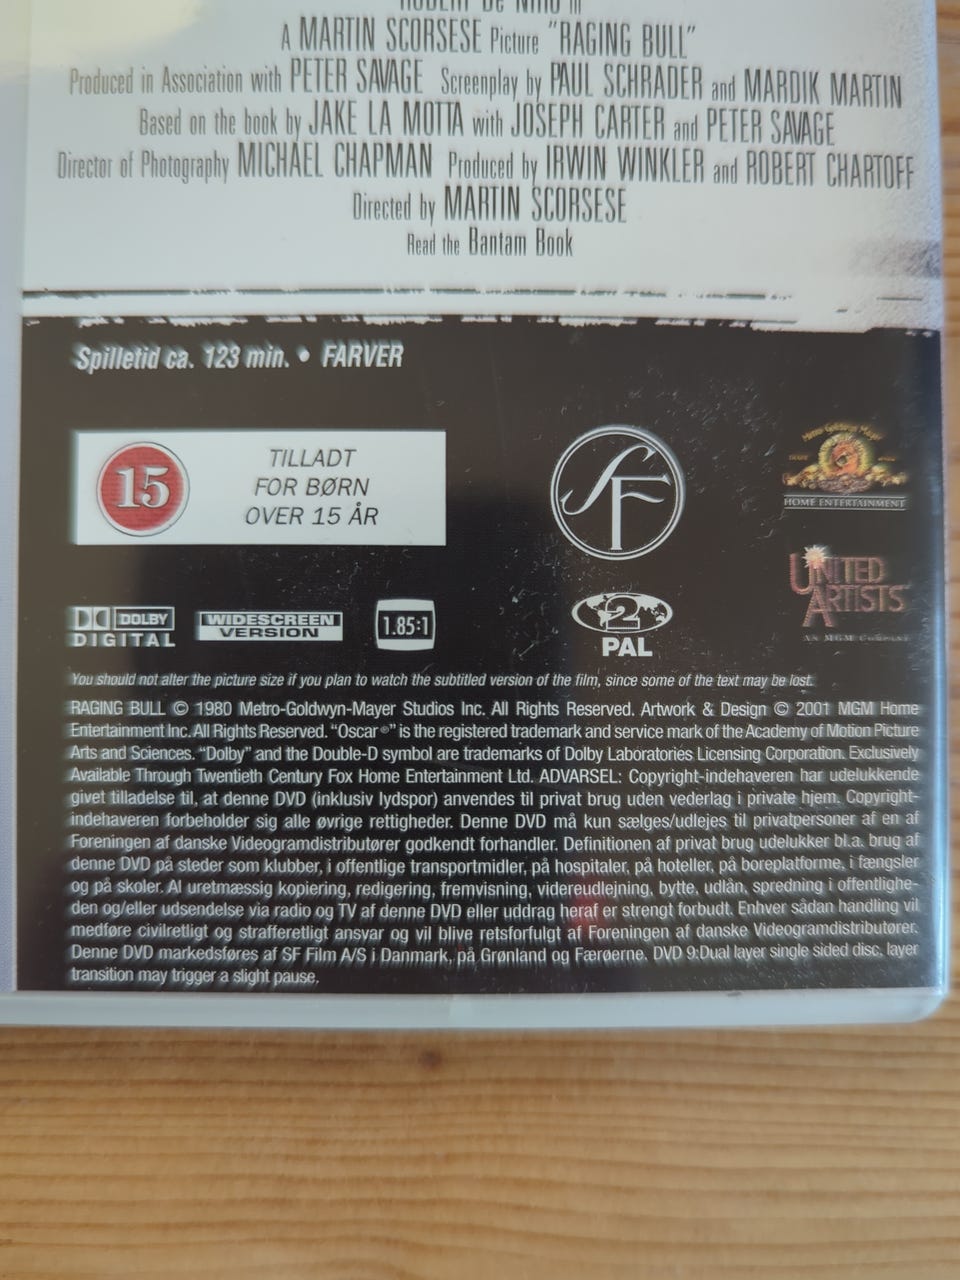 ROBERT De NIRO in
A MARTIN SCORSESE Picture "RAGING BULL"
Produced in Association with PETER SAVAGE Screenplay by PAUL SCHRADER and MARDIK MARTIN
Based on the book by JAKE LA MOTTA with JOSEPH CARTER and PETER SAVAGE
Director of Photography MICHAEL CHAPMAN Produced by IRWIN WINKLER and ROBERT CHARTOFF
Directed by MARTIN SCORSESE
Read the Bantam Book
Spilletid ca. 123 min. • FARVER
15
TILLADT
FOR BØRN
OVER 15 ÅR
SF
Metro-Goldwyn-Mayer
HOME ENTERTAINMENT
UNITED
ARTISTS
AN MGM COMPANY
DOLBY
DIGITAL
WIDESCREEN
VERSION
1.85:1
2
PAL
You should not alter the picture size if you plan to watch the subtitled version of the film, since some of the text may be lost.
RAGING BULL © 1980 Metro-Goldwyn-Mayer Studios Inc. All Rights Reserved. Artwork & Design © 2001 MGM Home
Entertainment Inc. All Rights Reserved. "Oscar®" is the registered trademark and service mark of the Academy of Motion Picture
Arts and Sciences. "Dolby" and the Double-D symbol are trademarks of Dolby Laboratories Licensing Corporation. Exclusively
Available Through Twentieth Century Fox Home Entertainment Ltd. ADVARSEL: Copyright-indehaveren har udelukkende
givet tilladelse til, at denne DVD (inklusiv lydspor) anvendes til privat brug uden vederlag i private hjem. Copyright-
indehaveren forbeholder sig alle øvrige rettigheder. Denne DVD må kun sælges/udlejes til privatpersoner af en af
Foreningen af danske Videogramdistributører godkendt forhandler. Definitionen af privat brug udelukker bl.a. brug af
denne DVD på steder som klubber, i offentlige transportmidler, på hospitaler, på hoteller, på boreplatforme, i fængsler
og på skoler. Al uretmæssig kopiering, redigering, fremvisning, videreudlejning, bytte, udlån, spredning i offentlighe-
den og/eller udsendelse via radio og TV af denne DVD eller uddrag heraf er strengt forbudt. Enhver sådan handling vil
medføre civilretligt og strafferetligt ansvar og vil blive retsforfulgt af Foreningen af danske Videogramdistributører.
Denne DVD markedsføres af SF Film A/S i Danmark, på Grønland og Færøerne. DVD 9:Dual layer single sided disc, layer
transition may trigger a slight pause.